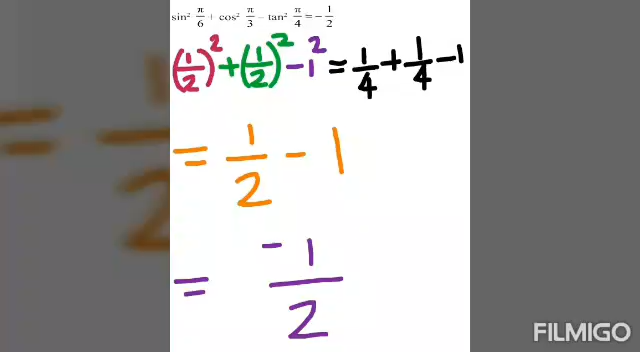 sin² π/6 + cos² π/3 − tan² π/4 = − 1/2
(1/2)² + (1/2)² − 1² = 1/4 + 1/4 − 1
= 1/2 − 1
= −1/2
FILMIGO